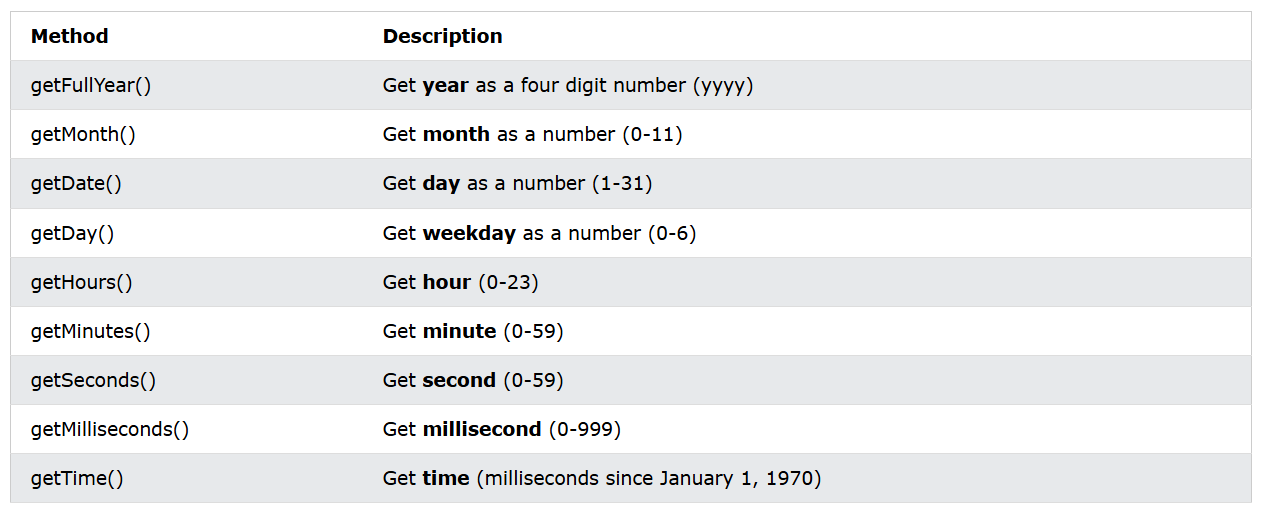 Method Description
getFullYear() Get year as a four digit number (yyyy)
getMonth() Get month as a number (0-11)
getDate() Get day as a number (1-31)
getDay() Get weekday as a number (0-6)
getHours() Get hour (0-23)
getMinutes() Get minute (0-59)
getSeconds() Get second (0-59)
getMilliseconds() Get millisecond (0-999)
getTime() Get time (milliseconds since January 1, 1970)